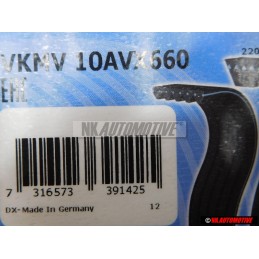 VKMV 10AVX660
220
NK.AUTOMOTIVE
7 316573 391425
DX-Made In Germany 12
NK.AUTOMOTIVE